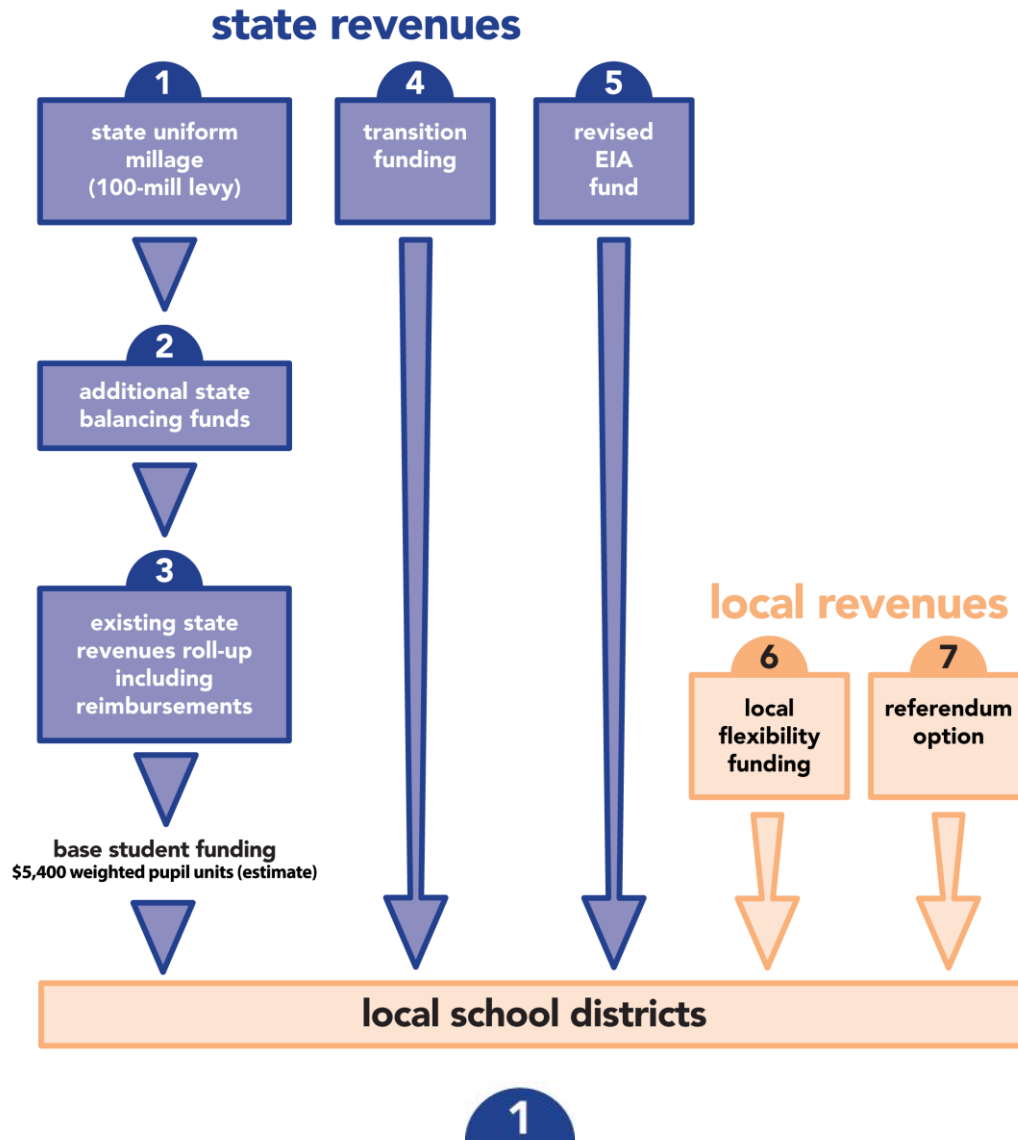 state revenues
1
state uniform
millage
(100-mill levy)
2
additional state
balancing funds
3
existing state
revenues roll-up
including
reimbursements
base student funding
$5,400 weighted pupil units (estimate)
4
transition
funding
5
revised
EIA
fund
local revenues
6
local
flexibility
funding
7
referendum
option
local school districts
1